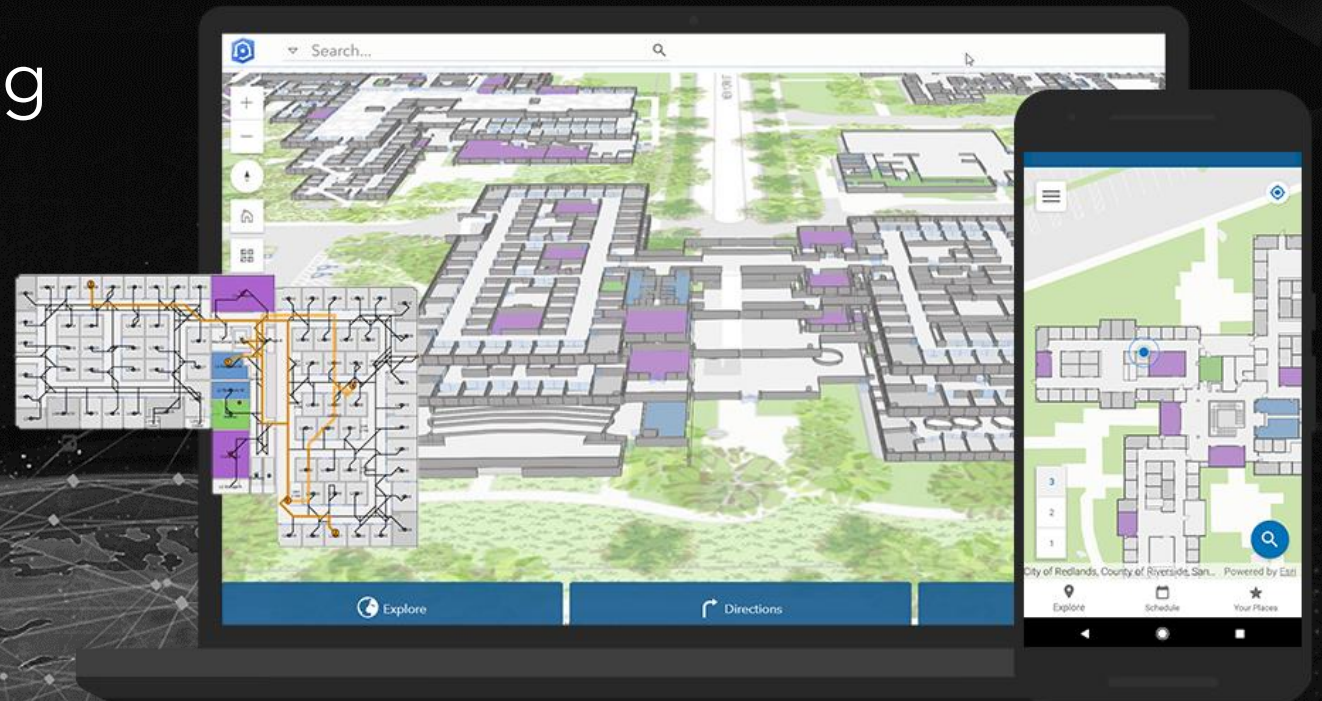 g
Search...
3
2
1
City of Redlands, County of Riverside, San... Powered by Esri
Explore
Schedule
Your Places
Explore
Directions